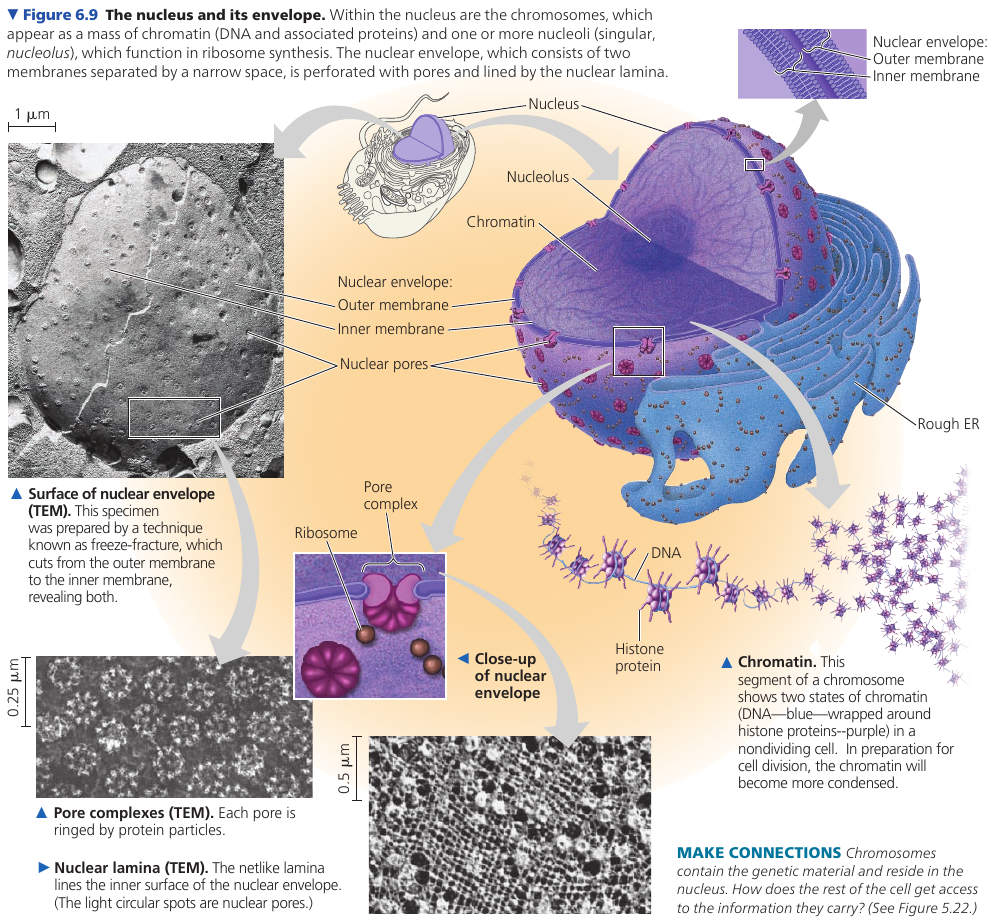 ▼ Figure 6.9 The nucleus and its envelope. Within the nucleus are the chromosomes, which
appear as a mass of chromatin (DNA and associated proteins) and one or more nucleoli (singular,
nucleolus), which function in ribosome synthesis. The nuclear envelope, which consists of two
membranes separated by a narrow space, is perforated with pores and lined by the nuclear lamina.
Nuclear envelope:
Outer membrane
Inner membrane
1 µm
Nucleus
Nucleolus
Chromatin
Nuclear envelope:
Outer membrane
Inner membrane
Nuclear pores
Rough ER
▲ Surface of nuclear envelope
(TEM). This specimen
was prepared by a technique
known as freeze-fracture, which
cuts from the outer membrane
to the inner membrane,
revealing both.
Pore
complex
Ribosome
DNA
Histone
protein
◄ Close-up
of nuclear
envelope
▲ Chromatin. This
segment of a chromosome
shows two states of chromatin
(DNA—blue—wrapped around
histone proteins--purple) in a
nondividing cell. In preparation for
cell division, the chromatin will
become more condensed.
0.25 µm
▲ Pore complexes (TEM). Each pore is
ringed by protein particles.
0.5 µm
► Nuclear lamina (TEM). The netlike lamina
lines the inner surface of the nuclear envelope.
(The light circular spots are nuclear pores.)
MAKE CONNECTIONS Chromosomes
contain the genetic material and reside in the
nucleus. How does the rest of the cell get access
to the information they carry? (See Figure 5.22.)